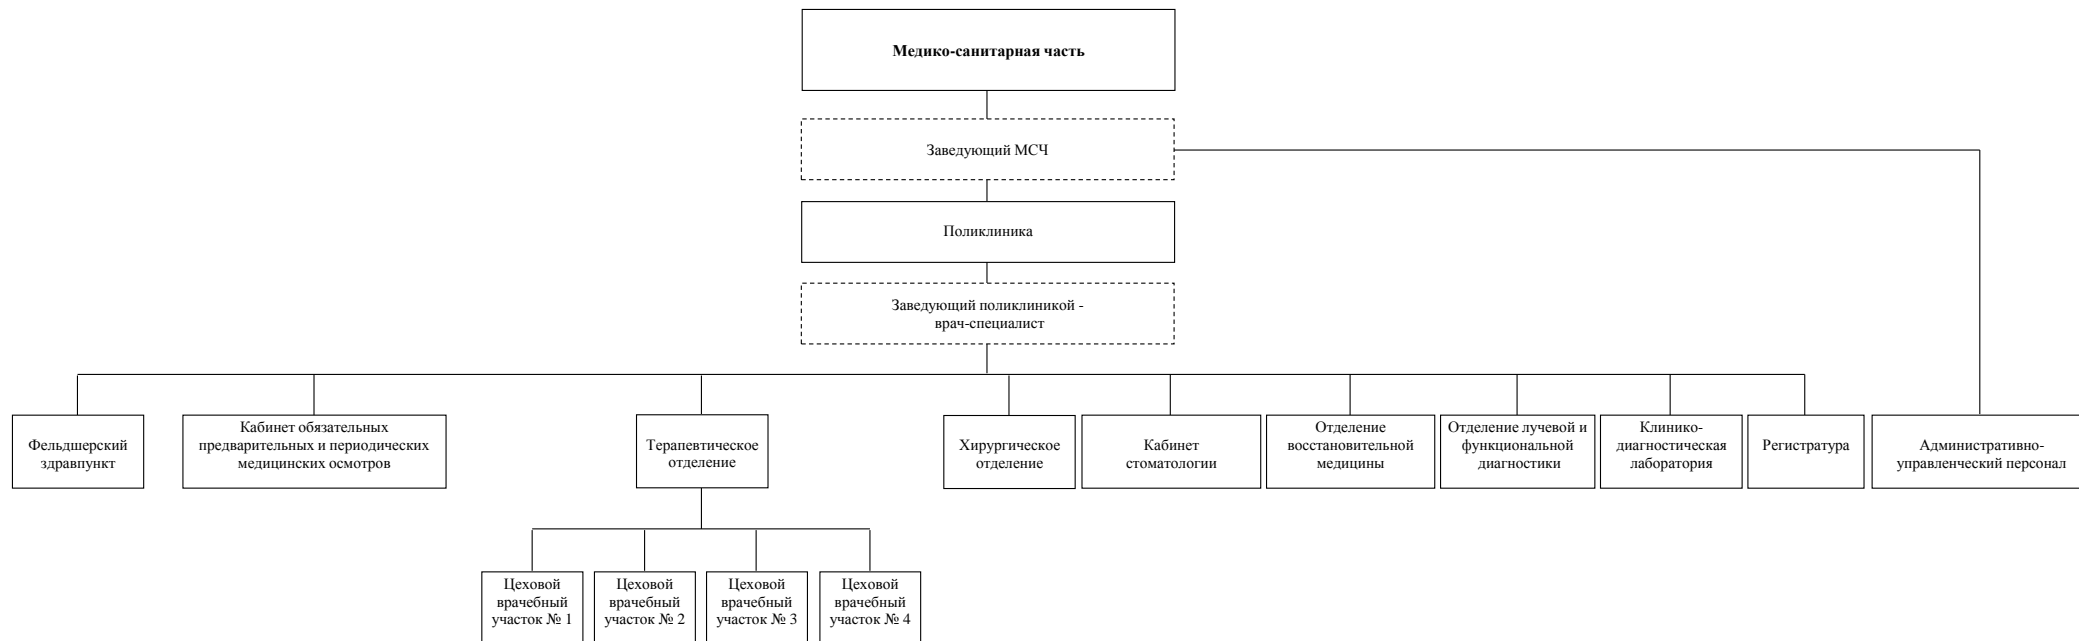 Медико-санитарная часть
Заведующий МСЧ
Поликлиника
Заведующий поликлиникой -
врач-специалист
Фельдшерский
здравпункт
Кабинет обязательных
предварительных и периодических
медицинских осмотров
Терапевтическое
отделение
Хирургическое
отделение
Кабинет
стоматологии
Отделение
восстановительной
медицины
Отделение лучевой и
функциональной
диагностики
Клинико-
диагностическая
лаборатория
Регистратура
Административно-
управленческий персонал
Цеховой
врачебный
участок № 1
Цеховой
врачебный
участок № 2
Цеховой
врачебный
участок № 3
Цеховой
врачебный
участок № 4